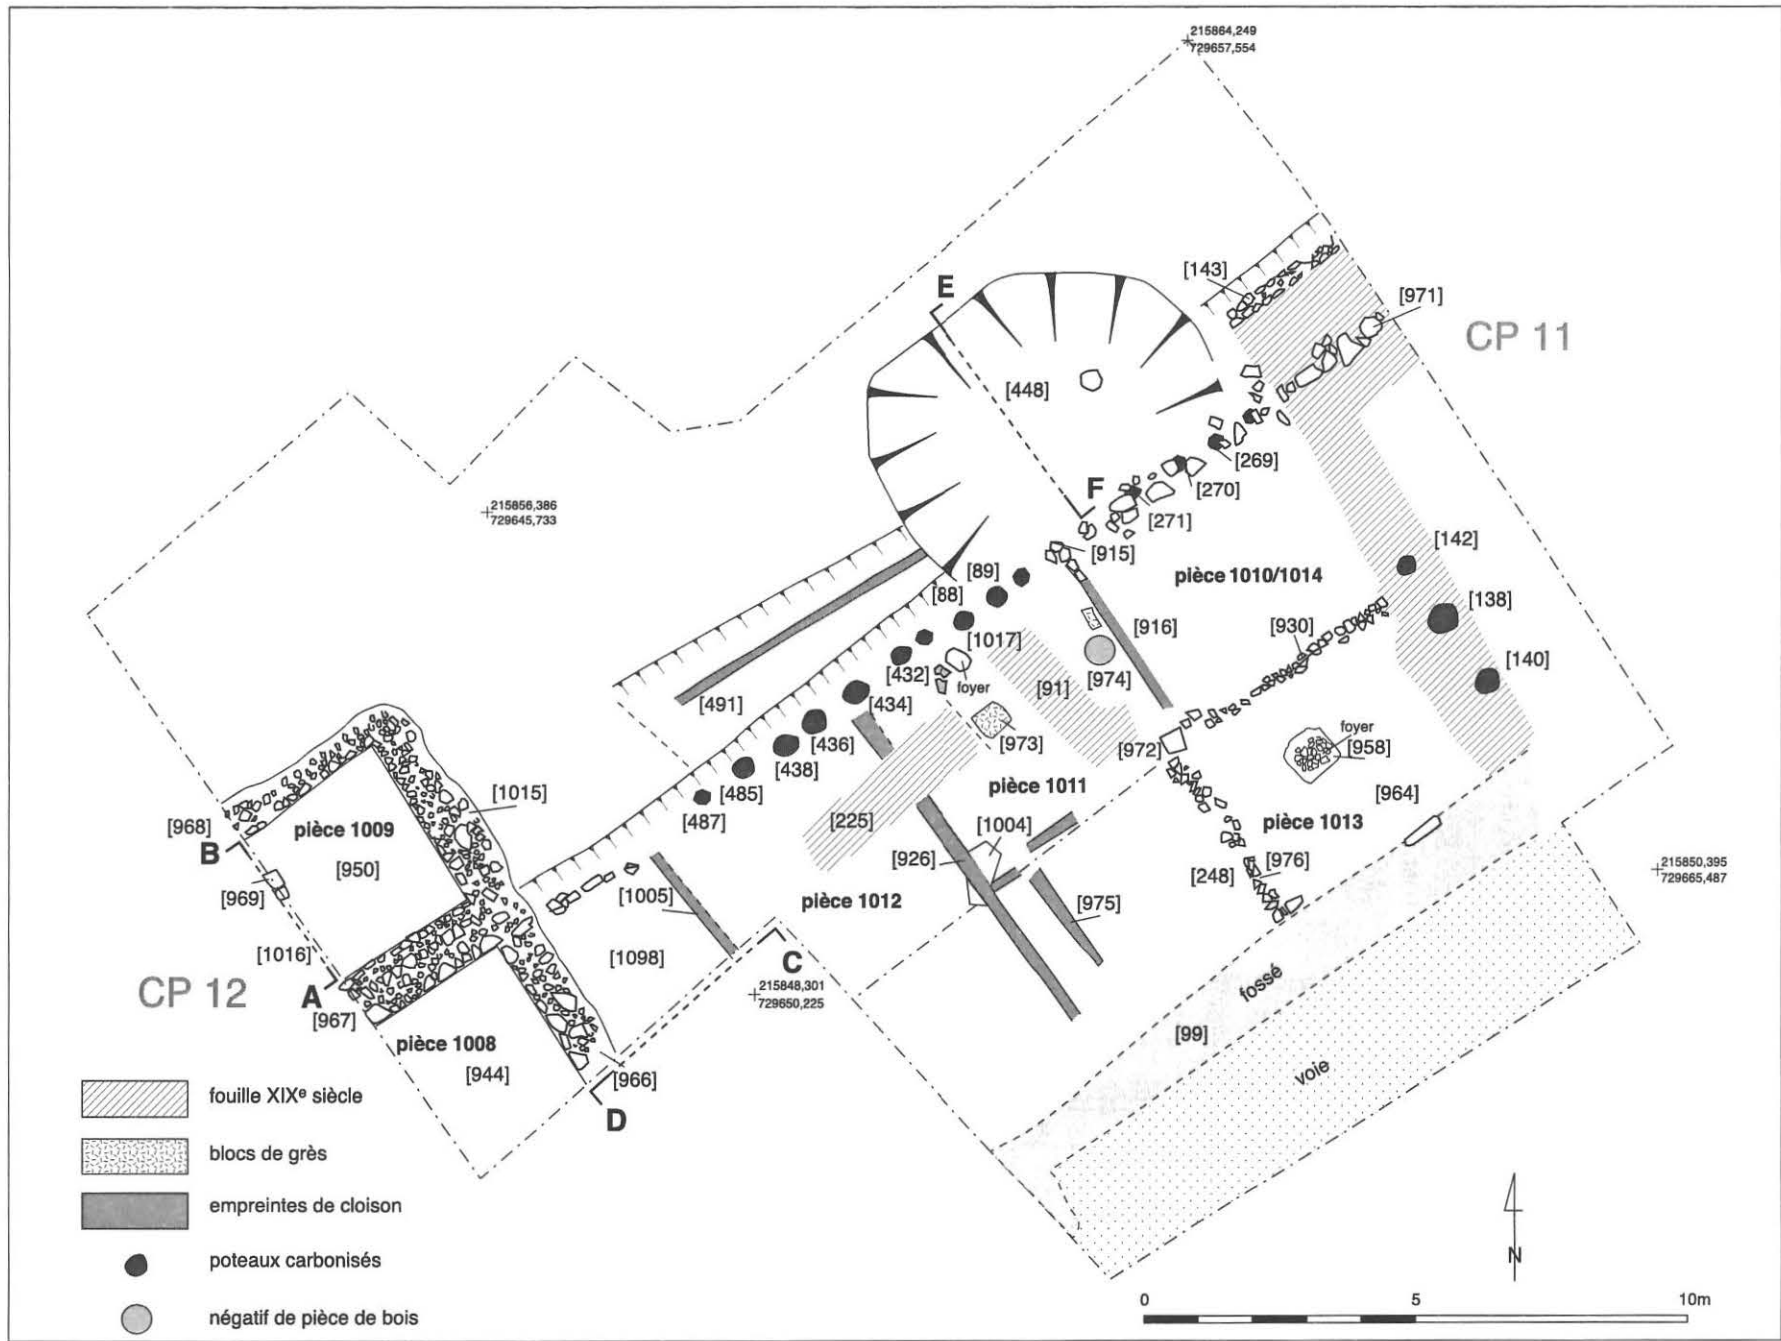 215864,249
729657,554
[143]
[971]
CP 11
E
[448]
[269]
F
[270]
[271]
215856,386
729645,733
[915]
[142]
[89]
pièce 1010/1014
[88]
[138]
[916]
[930]
[1017]
[432]
[140]
foyer
[974]
[91]
[491]
[434]
foyer
[436]
[973]
[972]
[958]
[438]
[1015]
pièce 1011
[485]
[964]
[487]
[225]
[1004]
pièce 1013
[968]
pièce 1009
B
[926]
[976]
215850,395
729665,487
[950]
[248]
[969]
[1005]
pièce 1012
[975]
[1016]
[1098]
C
CP 12
A
215848,301
729650,225
fossé
[967]
pièce 1008
[99]
[944]
[966]
voie
D
fouille XIXe siècle
blocs de grès
empreintes de cloison
poteaux carbonisés
négatif de pièce de bois
N
0 5 10m